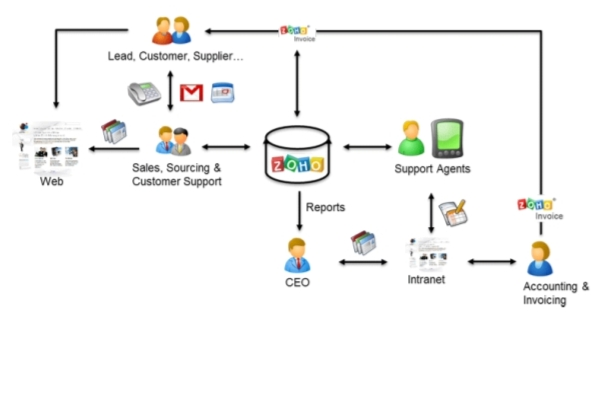 ZOHO
Invoice
Lead, Customer, Supplier...
Web
Sales, Sourcing &
Customer Support
ZOHO
Support Agents
Reports
ZOHO
Invoice
CEO
Intranet
Accounting &
Invoicing